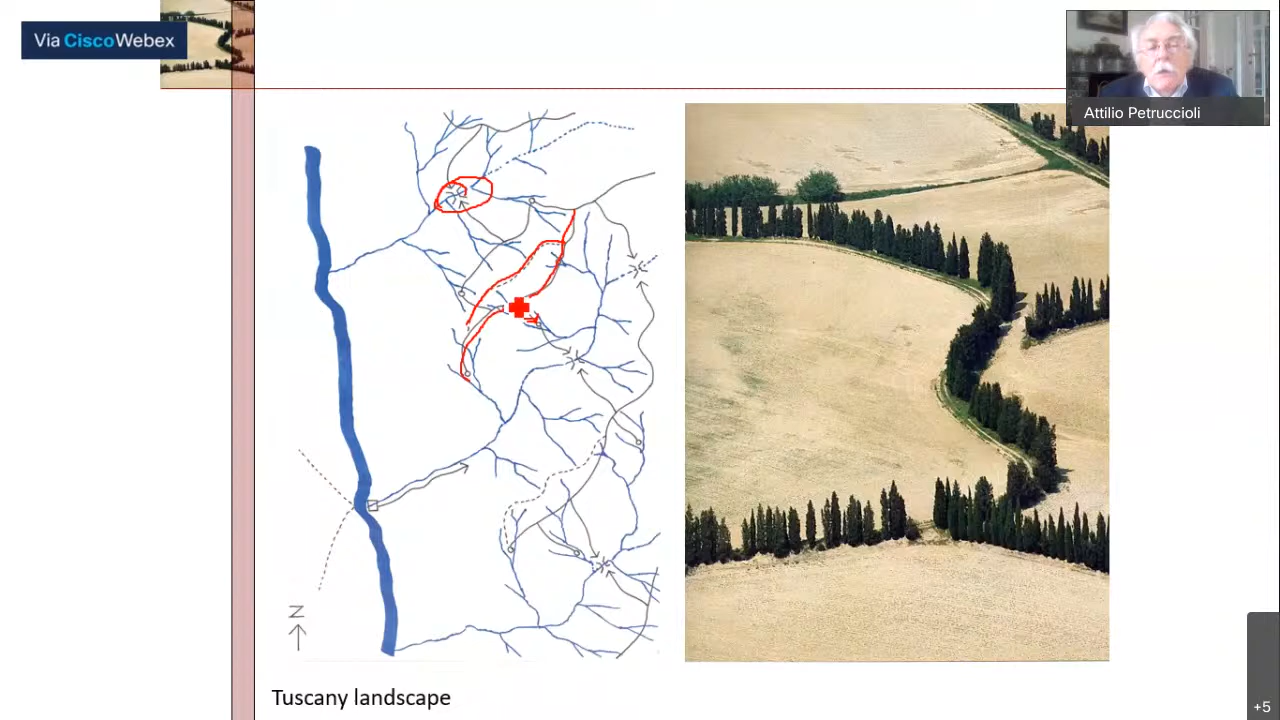 Via CiscoWebex
Attilio Petruccioli
N
Tuscany landscape
+5